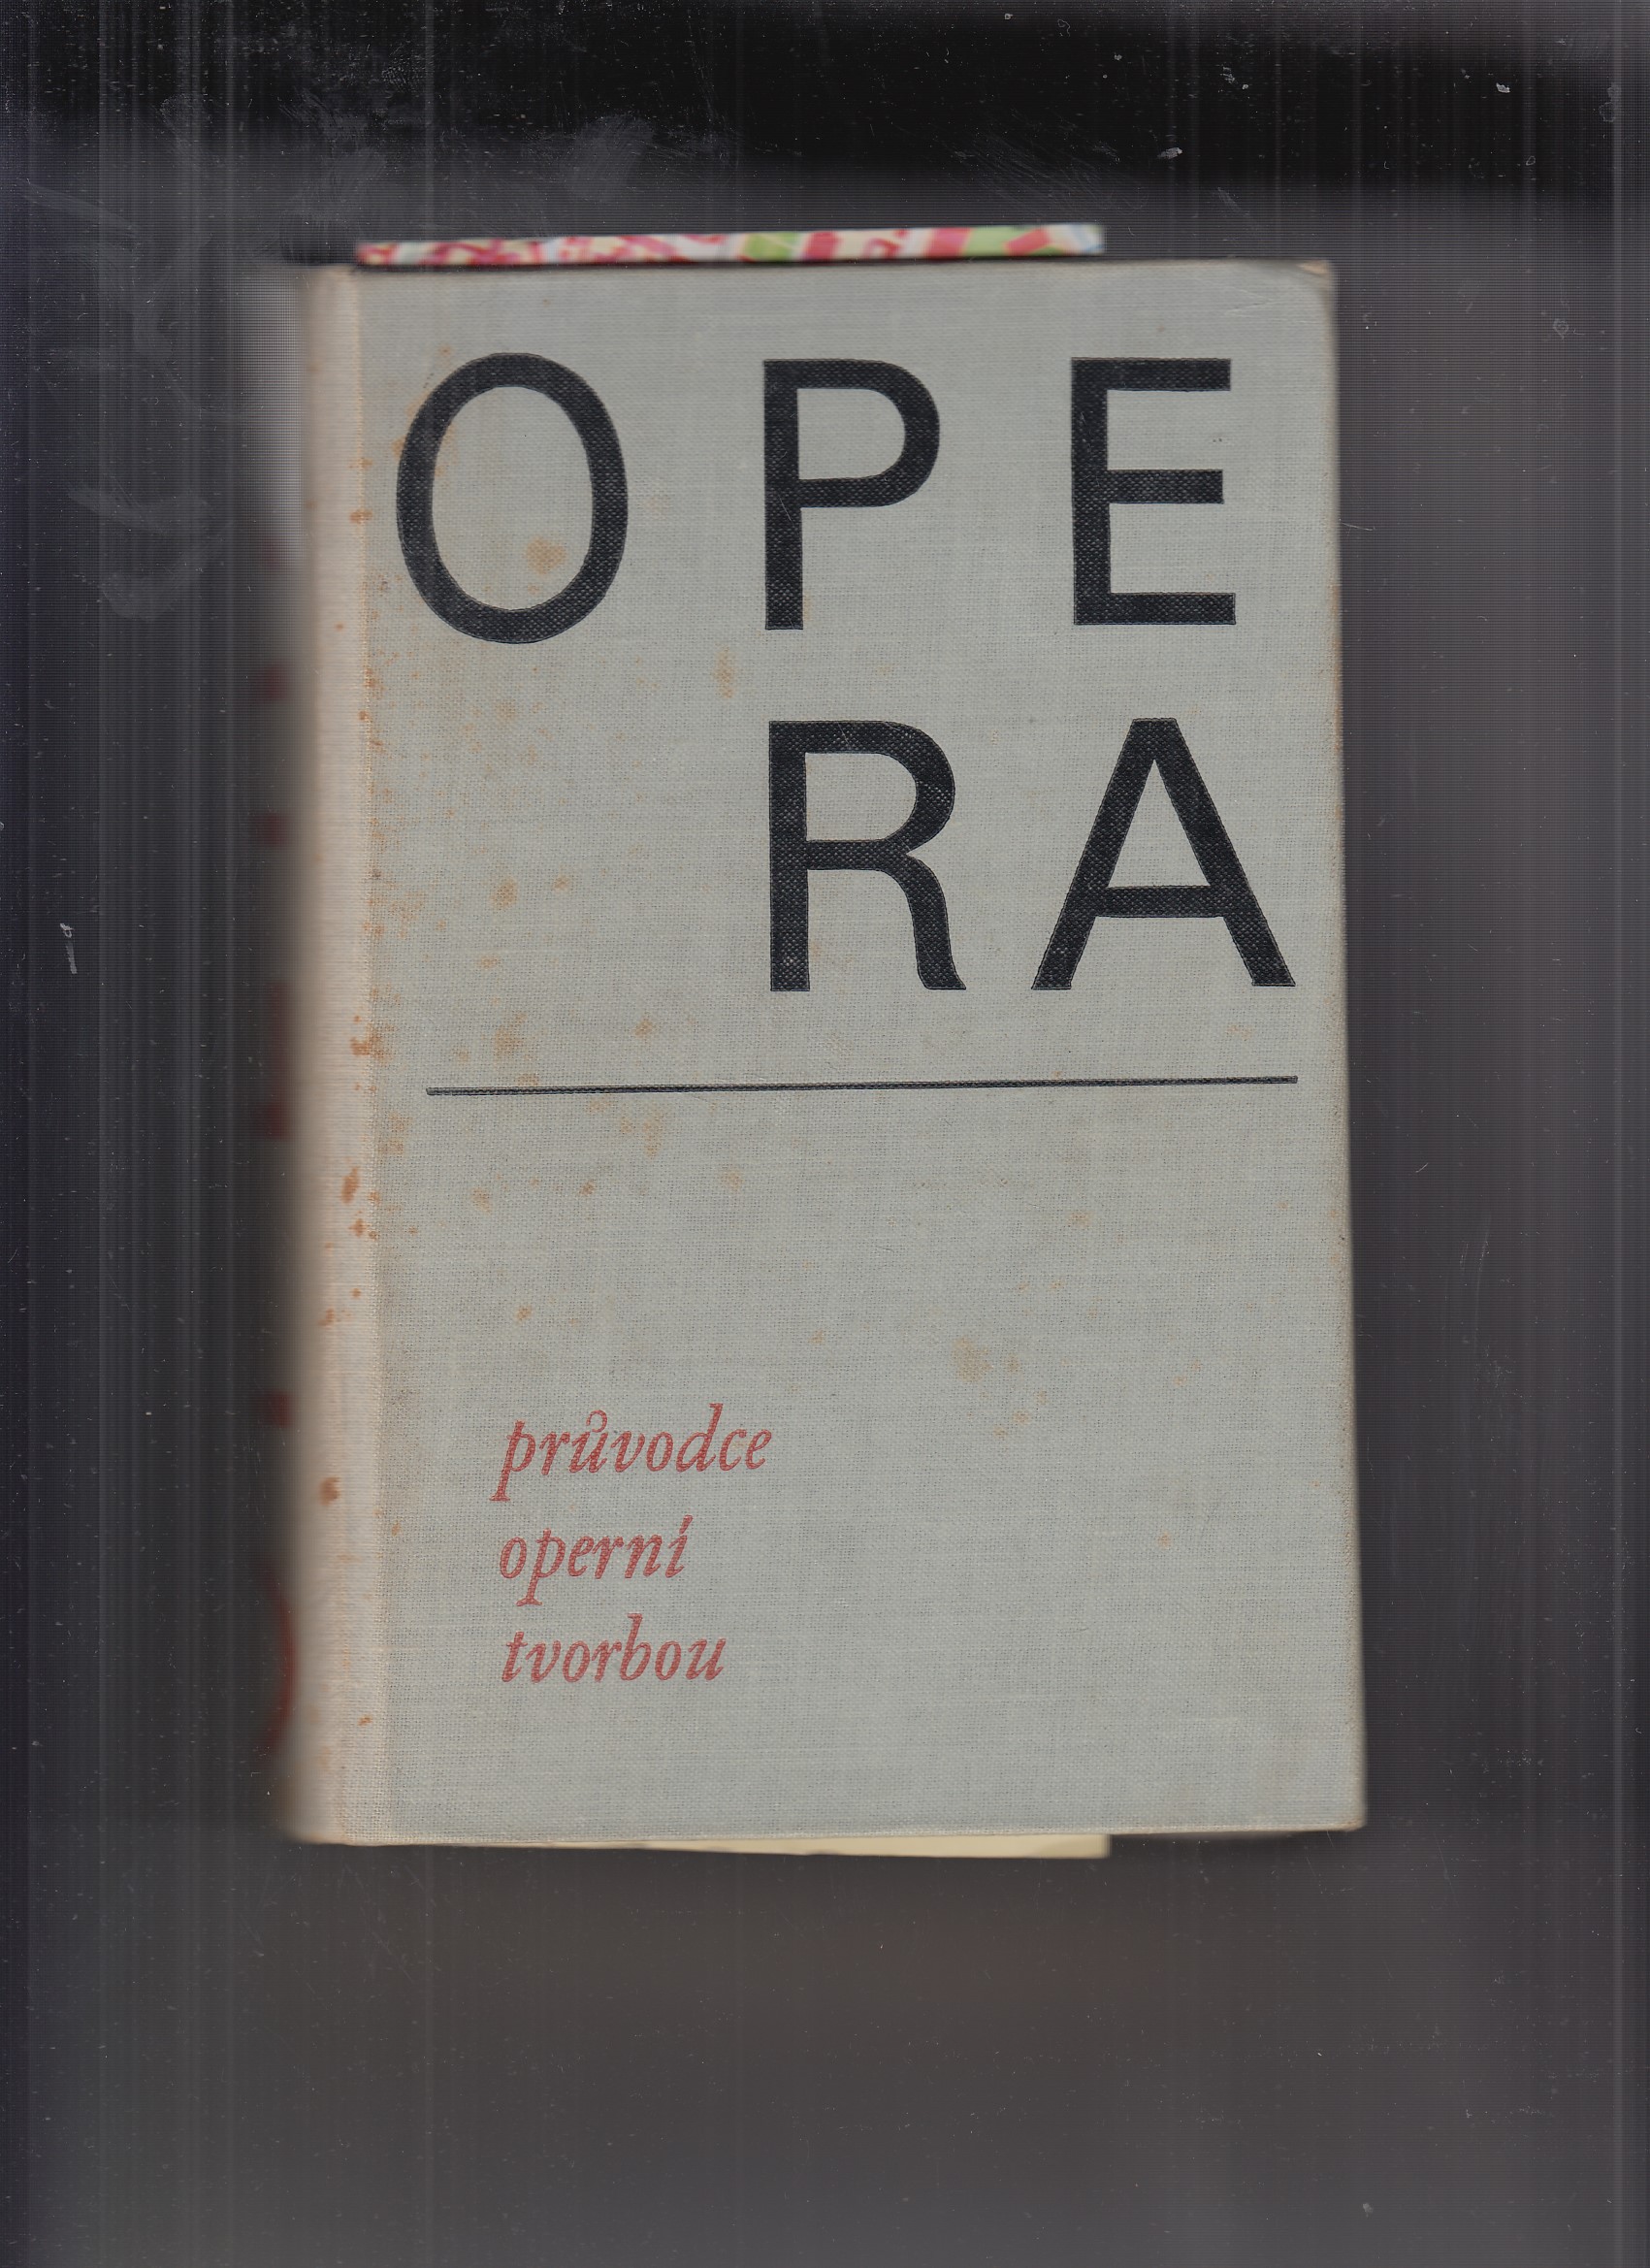 OPE
RA
průvodce
operní
tvorbou